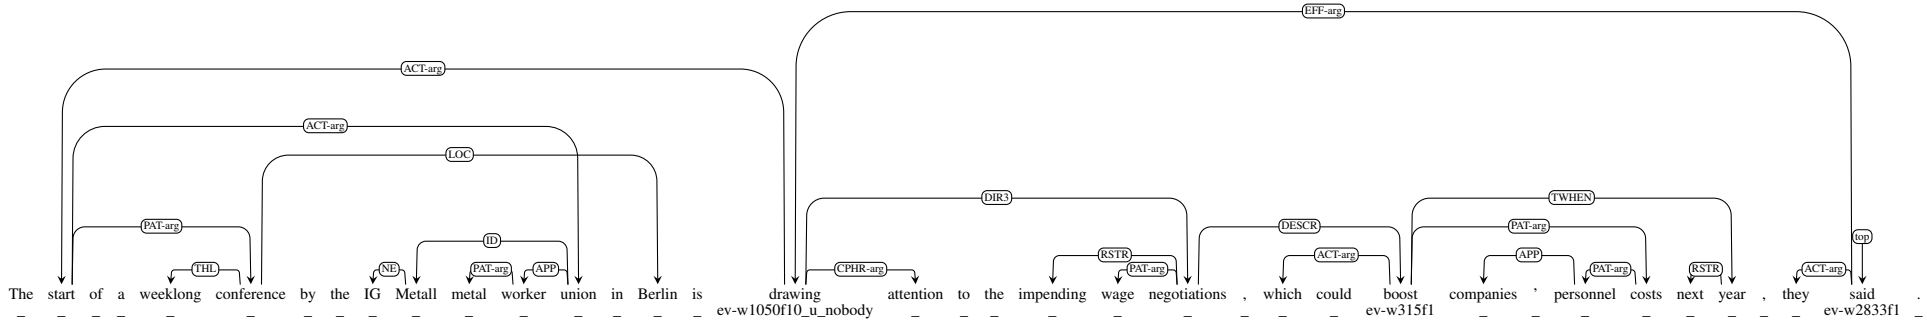 EFF-arg
ACT-arg
ACT-arg
LOC
DIR3 TWHEN
PAT-arg DESCR PAT-arg
top
ID
RSTR ACT-arg APP
THL NE PAT-arg APP CPHR-arg PAT-arg PAT-arg RSTR ACT-arg
The start of a weeklong conference by the IG Metall metal worker union in Berlin is drawing attention to the impending wage negotiations , which could boost companies ' personnel costs next year , they said .
_ _ _ _ _ _ _ _ _ _ _ _ _ _ _ _ ev-w1050f10_u_nobody _ _ _ _ _ _ _ _ _ ev-w315f1 _ _ _ _ _ _ _ _ ev-w2833f1 _